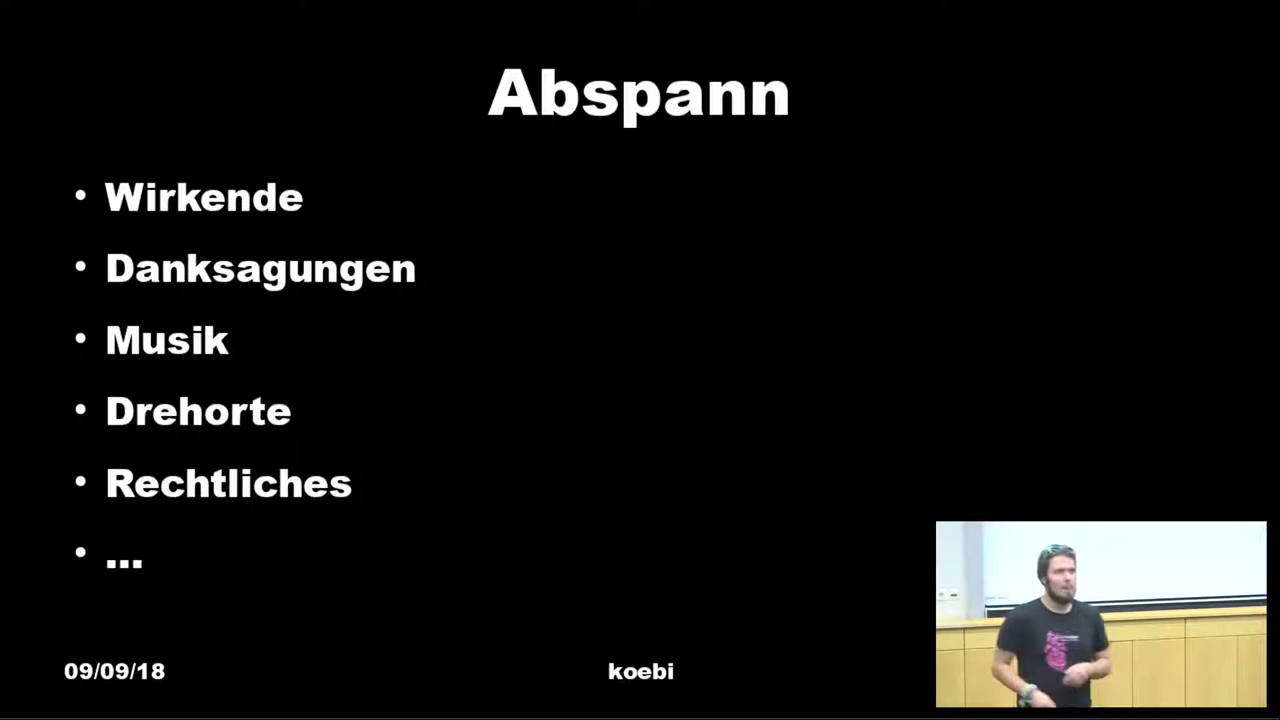 Abspann
• Wirkende
• Danksagungen
• Musik
• Drehorte
• Rechtliches
• ...
09/09/18
koebi